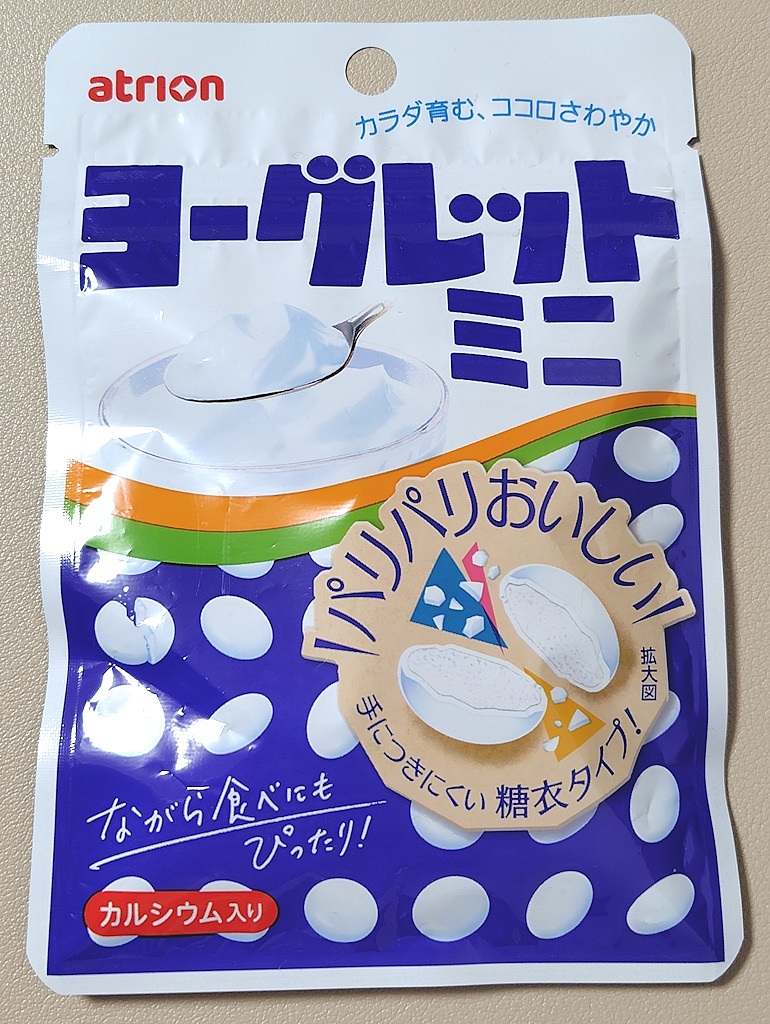 atrion
カラダ育む、ココロさわやか
ヨーグレット
ミニ
パリパリおいしい
拡大図
手につきにくい 糖衣タイプ!
ながら食べにも
ぴったり!
カルシウム入り